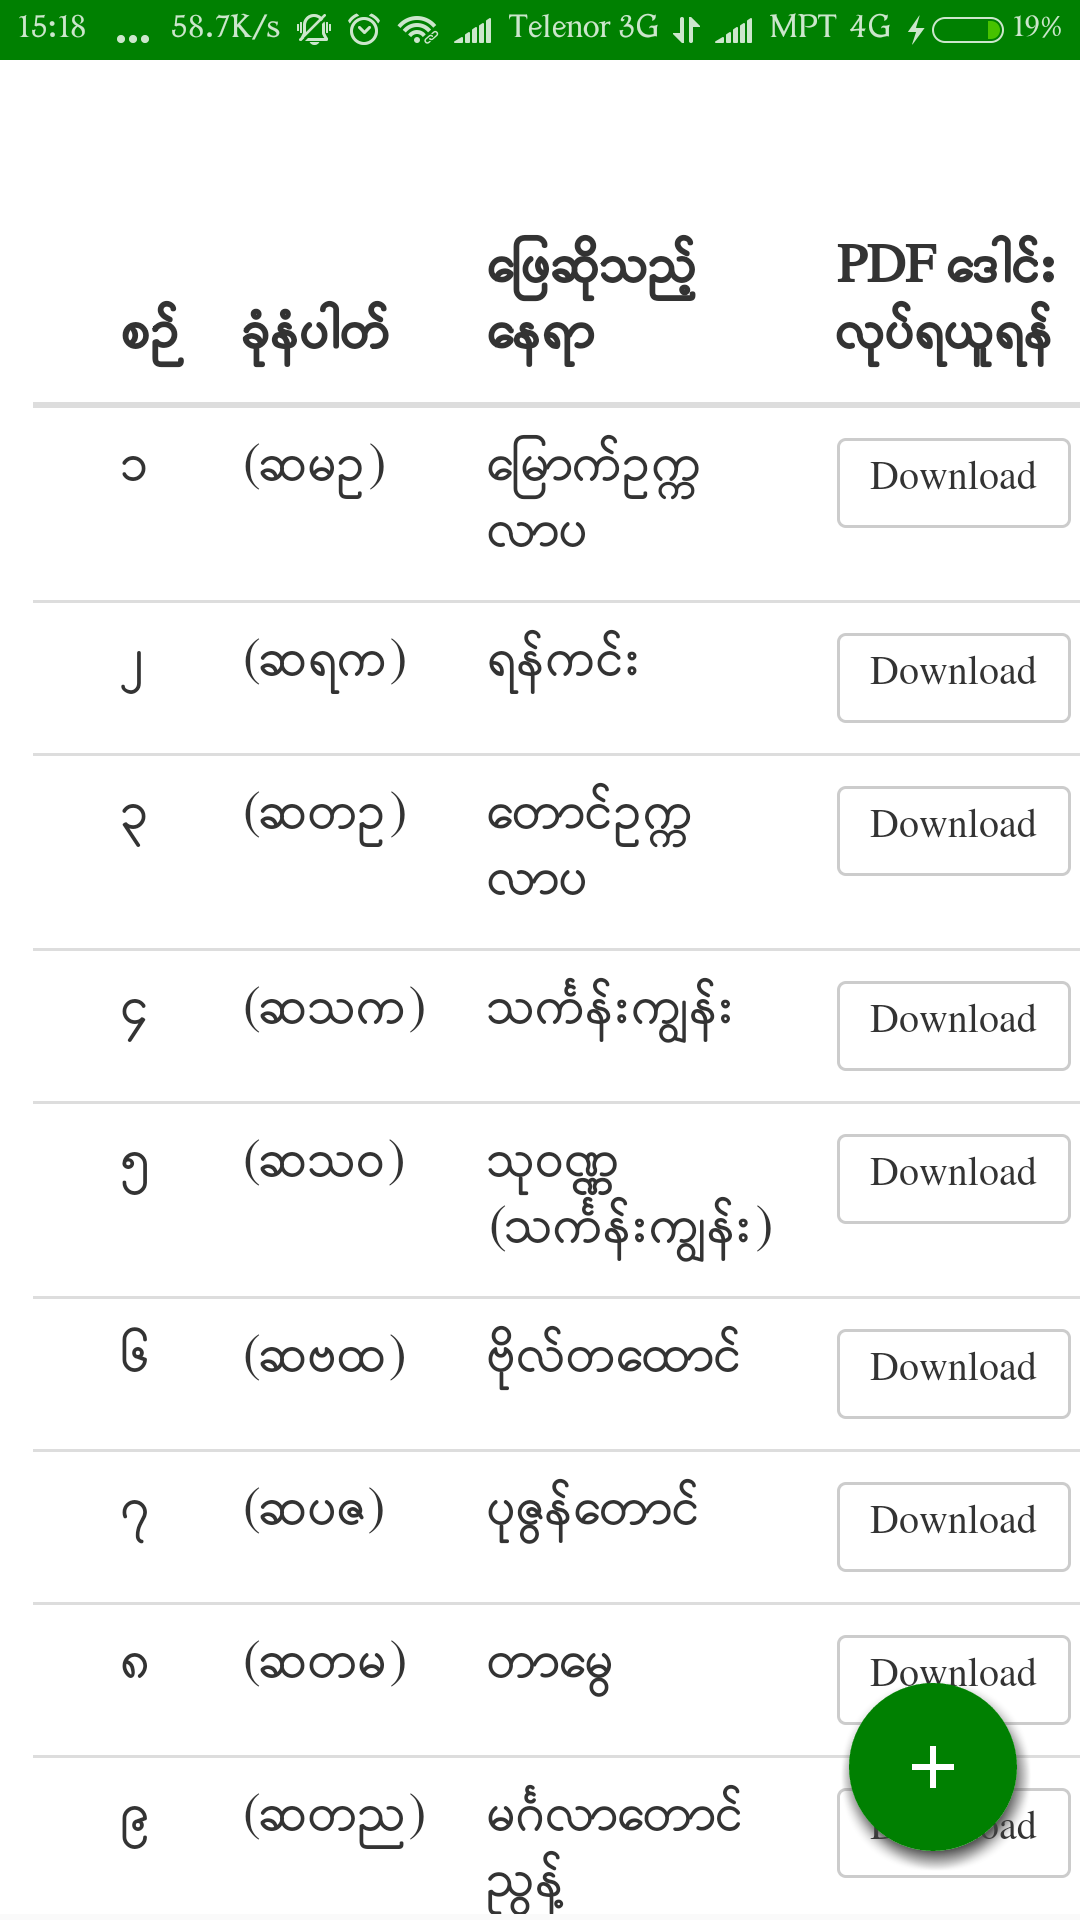 15:18 ... 58.7K/s Telenor 3G MPT 4G 19%
ဖြေဆိုသည့် PDF ဒေါင်း
စဉ် ခုံနံပါတ် နေရာ လုပ်ရယူရန်
၁ (ဆမဥ) မြောက်ဥက္က Download
လာပ
၂ (ဆရက) ရန်ကင်း Download
၃ (ဆတဥ) တောင်ဥက္က Download
လာပ
၄ (ဆသက) သင်္ကန်းကျွန်း Download
၅ (ဆသဝ) သုဝဏ္ဏ Download
(သင်္ကန်းကျွန်း)
၆ (ဆဗထ) ဗိုလ်တထောင် Download
၇ (ဆပဇ) ပုဇွန်တောင် Download
၈ (ဆတမ) တာမွေ Download
၉ (ဆတည) မင်္ဂလာတောင်
ညွန့်